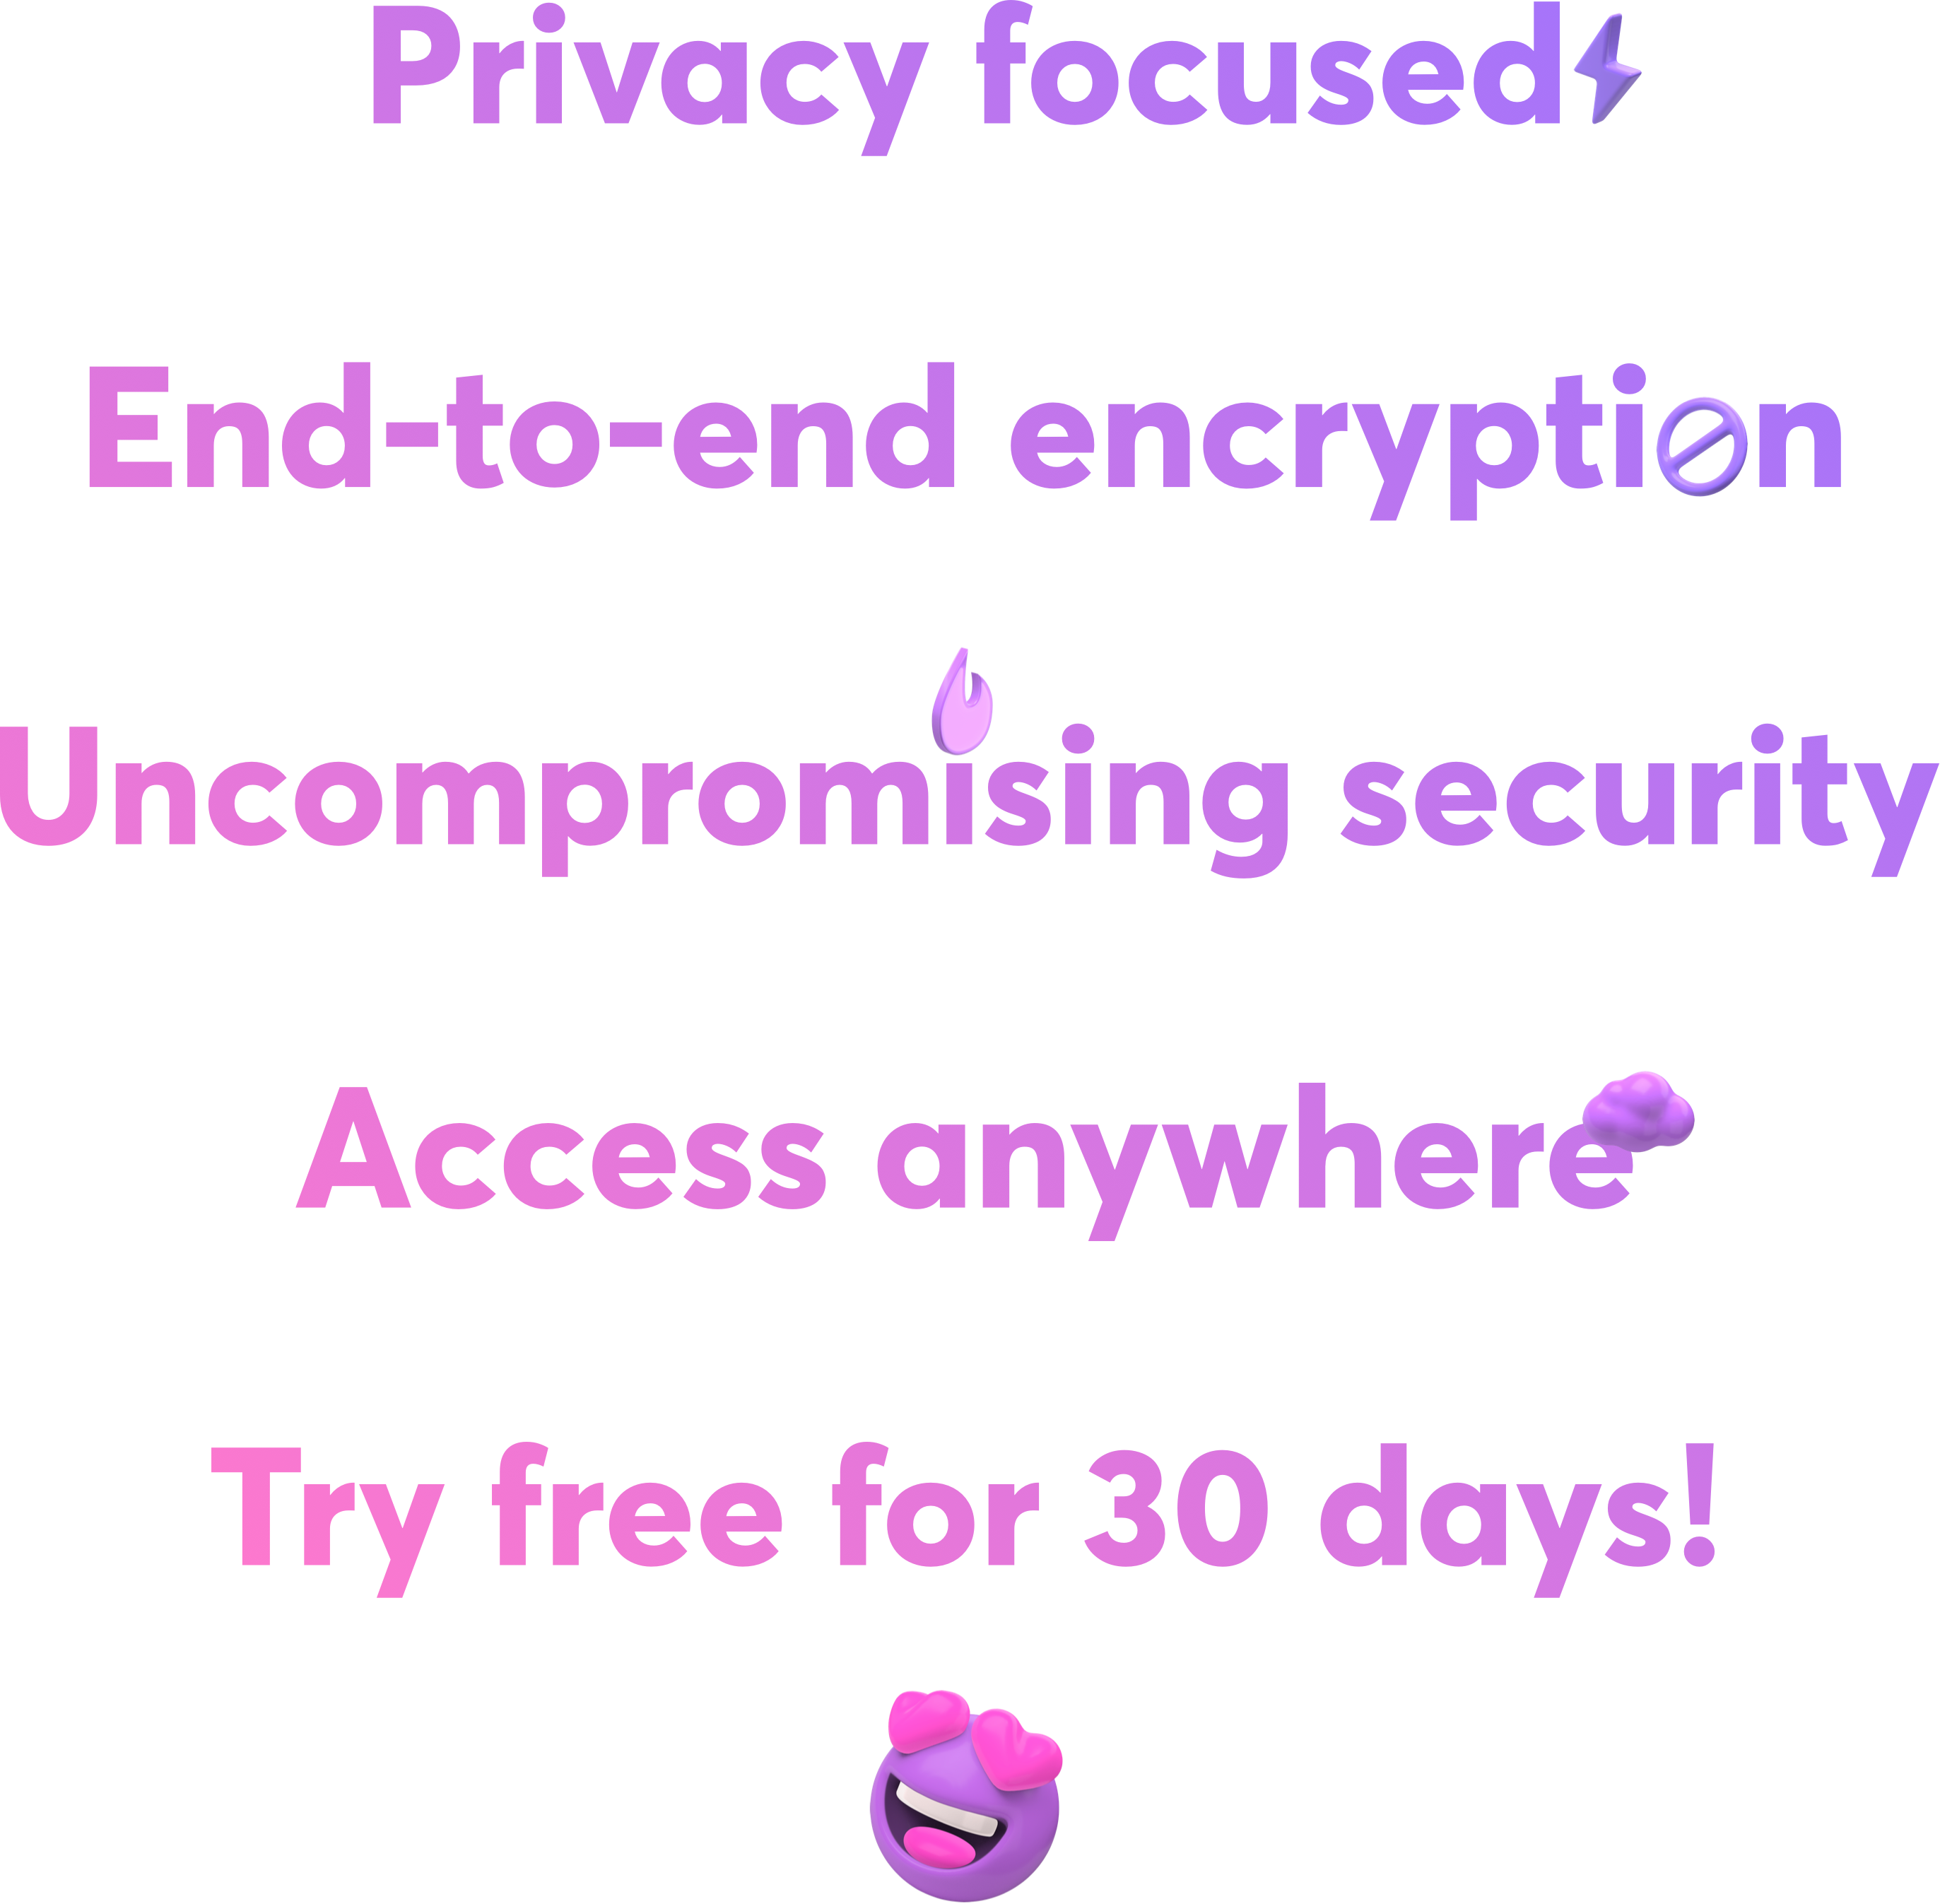 Privacy focused
End-to-end encryption
Uncompromising security
Access anywhere
Try free for 30 days!